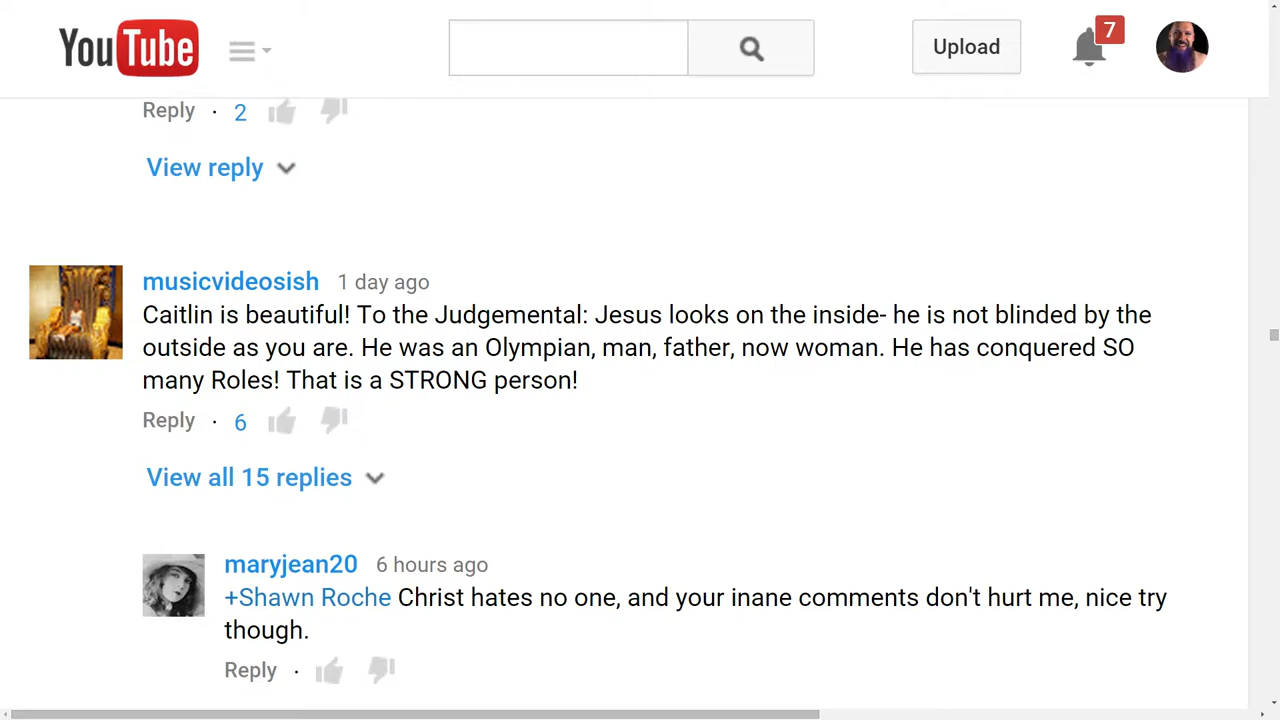 YouTube
Upload
7
Reply · 2
View reply
musicvideosish 1 day ago
Caitlin is beautiful! To the Judgemental: Jesus looks on the inside- he is not blinded by the
outside as you are. He was an Olympian, man, father, now woman. He has conquered SO
many Roles! That is a STRONG person!
Reply · 6
View all 15 replies
maryjean20 6 hours ago
+Shawn Roche Christ hates no one, and your inane comments don't hurt me, nice try
though.
Reply ·